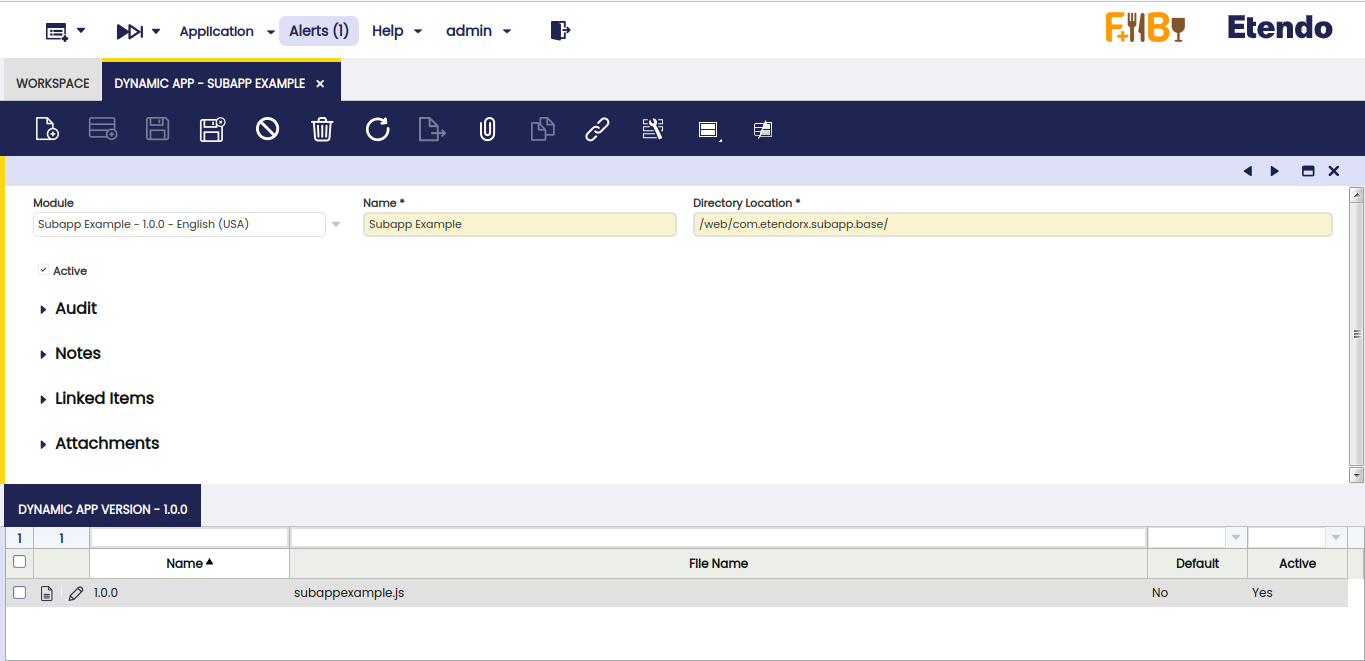 Application Alerts (1) Help admin F&B Etendo
WORKSPACE DYNAMIC APP - SUBAPP EXAMPLE
Module Name * Directory Location *
Subapp Example - 1.0.0 - English (USA) Subapp Example /web/com.etendorx.subapp.base/
Active
Audit
Notes
Linked Items
Attachments
DYNAMIC APP VERSION - 1.0.0
1 1
Name File Name Default Active
1.0.0 subappexample.js No Yes